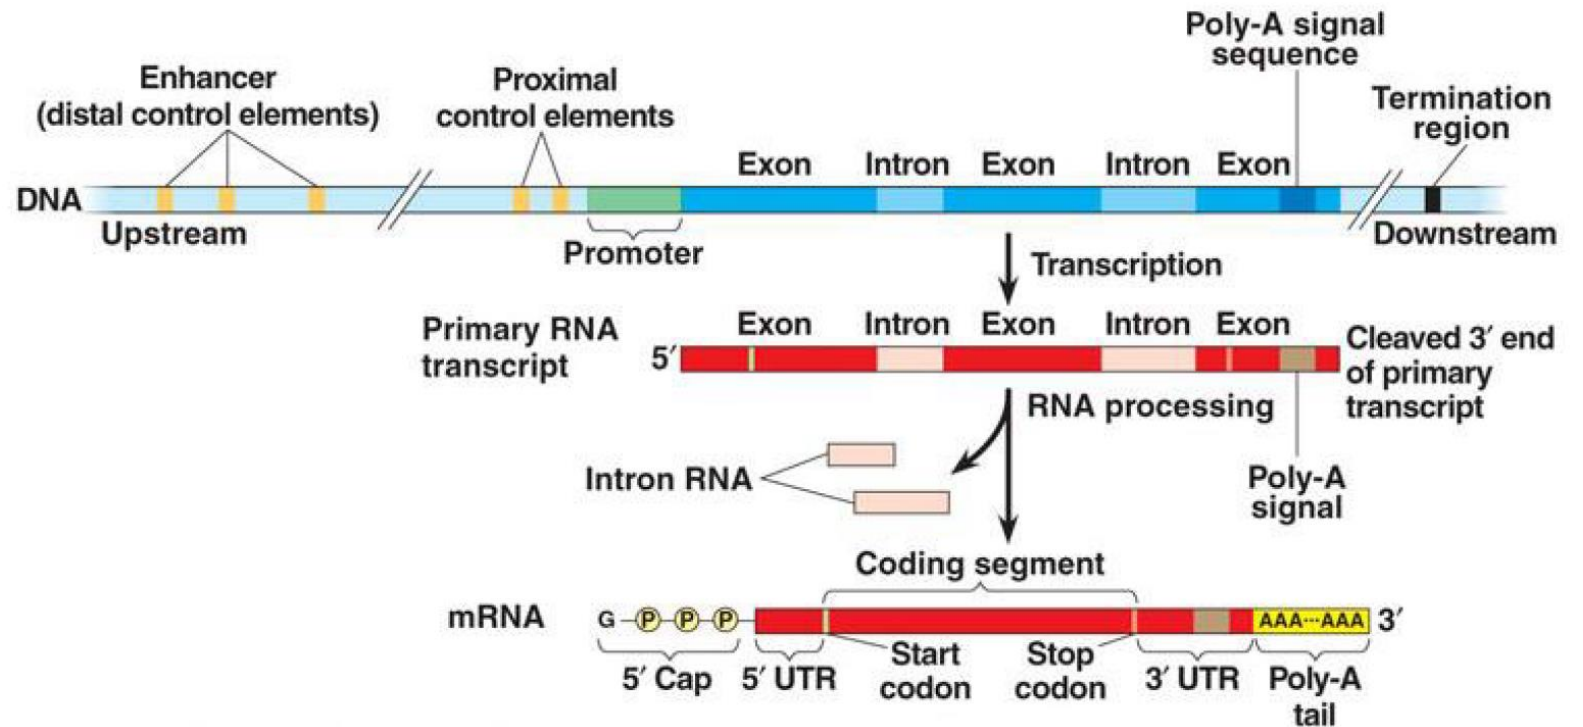 Poly-A signal
sequence
Enhancer
(distal control elements)
Proximal
control elements
Termination
region
Exon Intron Exon Intron Exon
DNA
Upstream
Downstream
Promoter
Transcription
Primary RNA
transcript
Exon Intron Exon Intron Exon
5′
Cleaved 3′ end
of primary
transcript
RNA processing
Intron RNA
Poly-A
signal
Coding segment
mRNA
G P P P
AAA···AAA 3′
5′ Cap
5′ UTR
Start
codon
Stop
codon
3′ UTR
Poly-A
tail